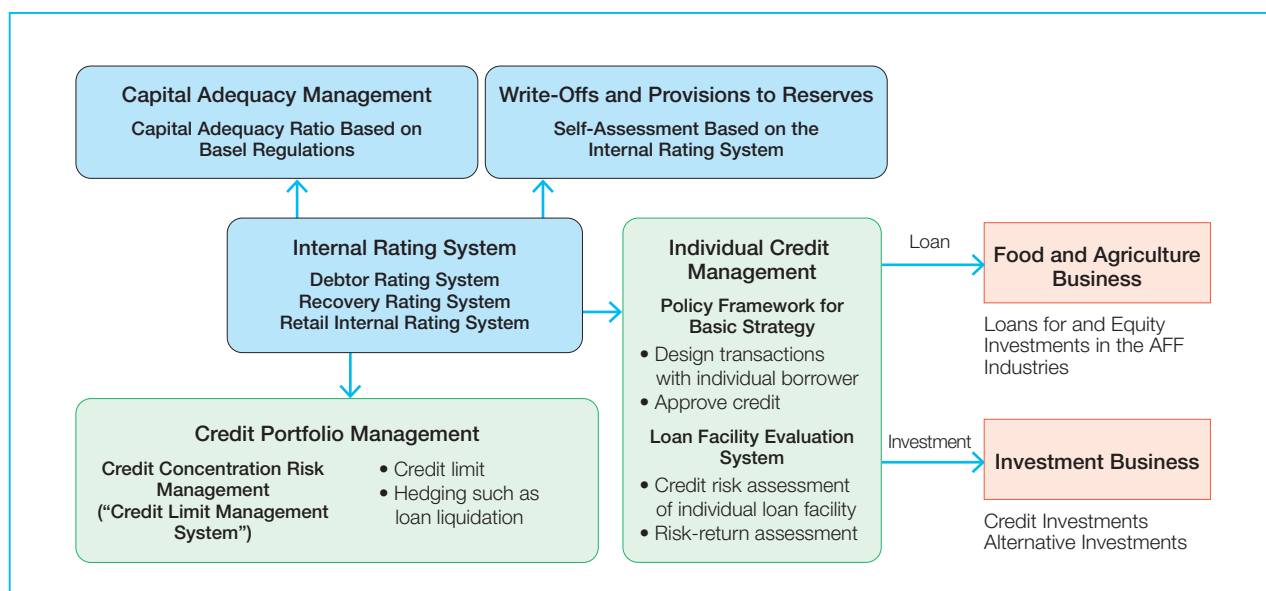 Capital Adequacy Management
Capital Adequacy Ratio Based on
Basel Regulations
Write-Offs and Provisions to Reserves
Self-Assessment Based on the
Internal Rating System
Internal Rating System
Debtor Rating System
Recovery Rating System
Retail Internal Rating System
Credit Portfolio Management
Credit Concentration Risk
Management
(“Credit Limit Management
System”)
• Credit limit
• Hedging such as
loan liquidation
Individual Credit
Management
Policy Framework for
Basic Strategy
• Design transactions
with individual borrower
• Approve credit
Loan Facility Evaluation
System
• Credit risk assessment
of individual loan facility
• Risk-return assessment
Loan
Food and Agriculture
Business
Loans for and Equity
Investments in the AFF
Industries
Investment
Investment Business
Credit Investments
Alternative Investments